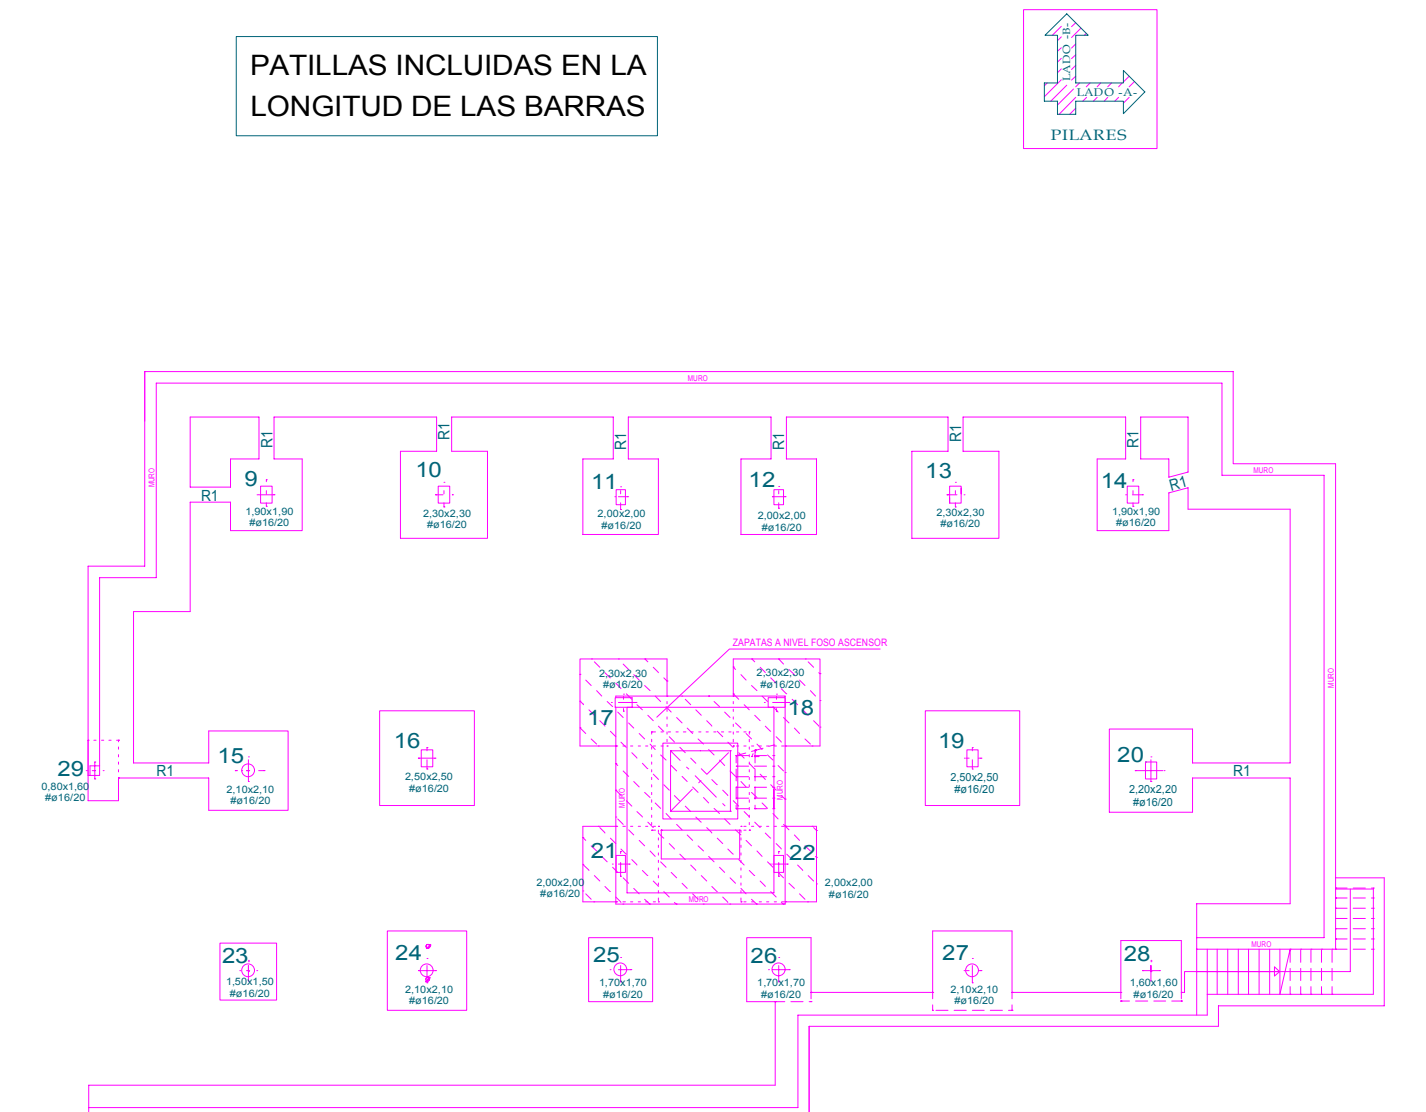 PATILLAS INCLUIDAS EN LA
LONGITUD DE LAS BARRAS
LADO -B-
LADO -A-
PILARES
MURO
R1
R1
R1
R1
R1
R1
9
1,90x1,90
#ø16/20
10
2,30x2,30
#ø16/20
11
2,00x2,00
#ø16/20
12
2,00x2,00
#ø16/20
13
2,30x2,30
#ø16/20
14
1,90x1,90
#ø16/20
MURO
MURO
R1
R1
ZAPATAS A NIVEL FOSO ASCENSOR
2,30x2,30
#ø16/20
2,30x2,30
#ø16/20
17
18
MURO
29
0,80x1,60
#ø16/20
R1
15
2,10x2,10
#ø16/20
16
2,50x2,50
#ø16/20
MURO
MURO
19
2,50x2,50
#ø16/20
20
2,20x2,20
#ø16/20
R1
21
2,00x2,00
#ø16/20
22
2,00x2,00
#ø16/20
MURO
23
1,50x1,50
#ø16/20
24
2,10x2,10
#ø16/20
25
1,70x1,70
#ø16/20
26
1,70x1,70
#ø16/20
27
2,10x2,10
#ø16/20
28
1,60x1,60
#ø16/20
MURO